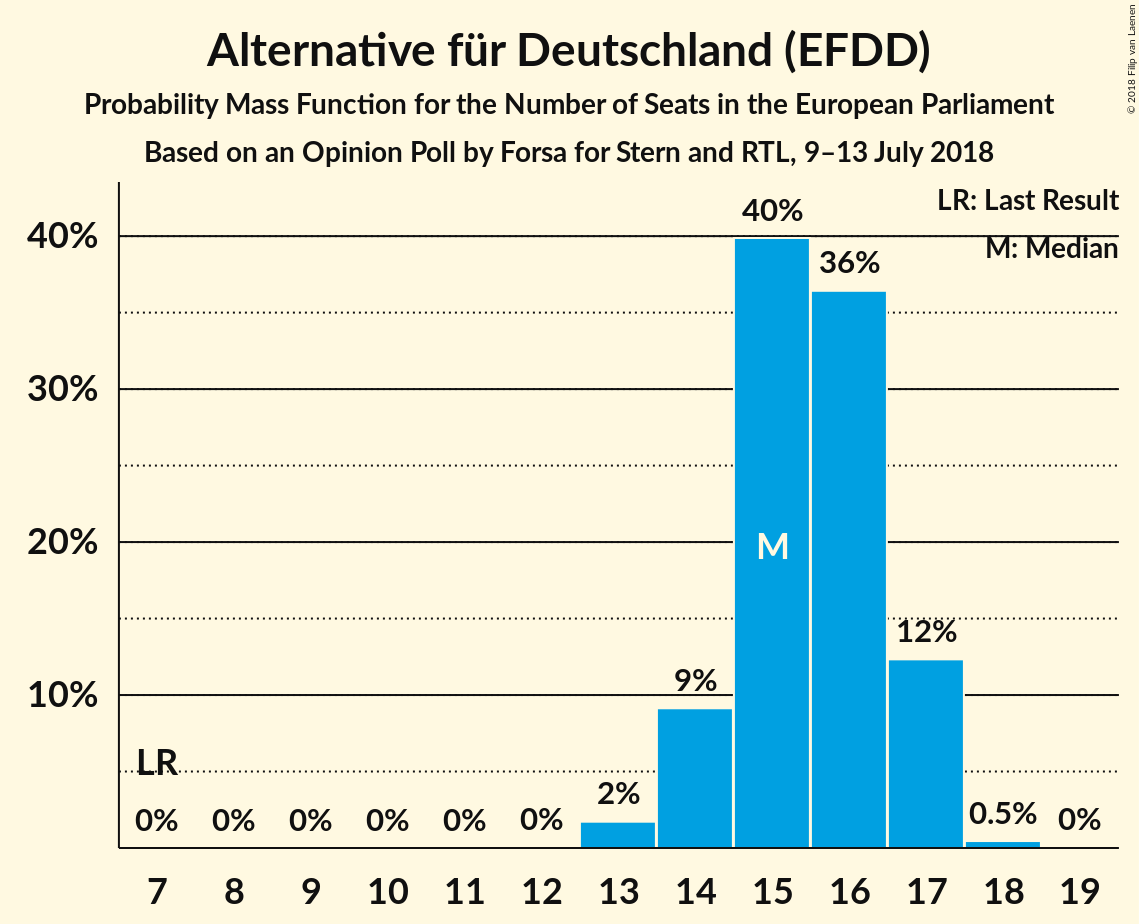 Alternative für Deutschland (EFDD)
Probability Mass Function for the Number of Seats in the European Parliament
Based on an Opinion Poll by Forsa for Stern and RTL, 9–13 July 2018
© 2018 Filip van Laenen
LR: Last Result
M: Median
40%
30%
20%
10%
LR
0%
0%
0%
0%
0%
0%
2%
9%
40%
M
36%
12%
0.5%
0%
7 8 9 10 11 12 13 14 15 16 17 18 19